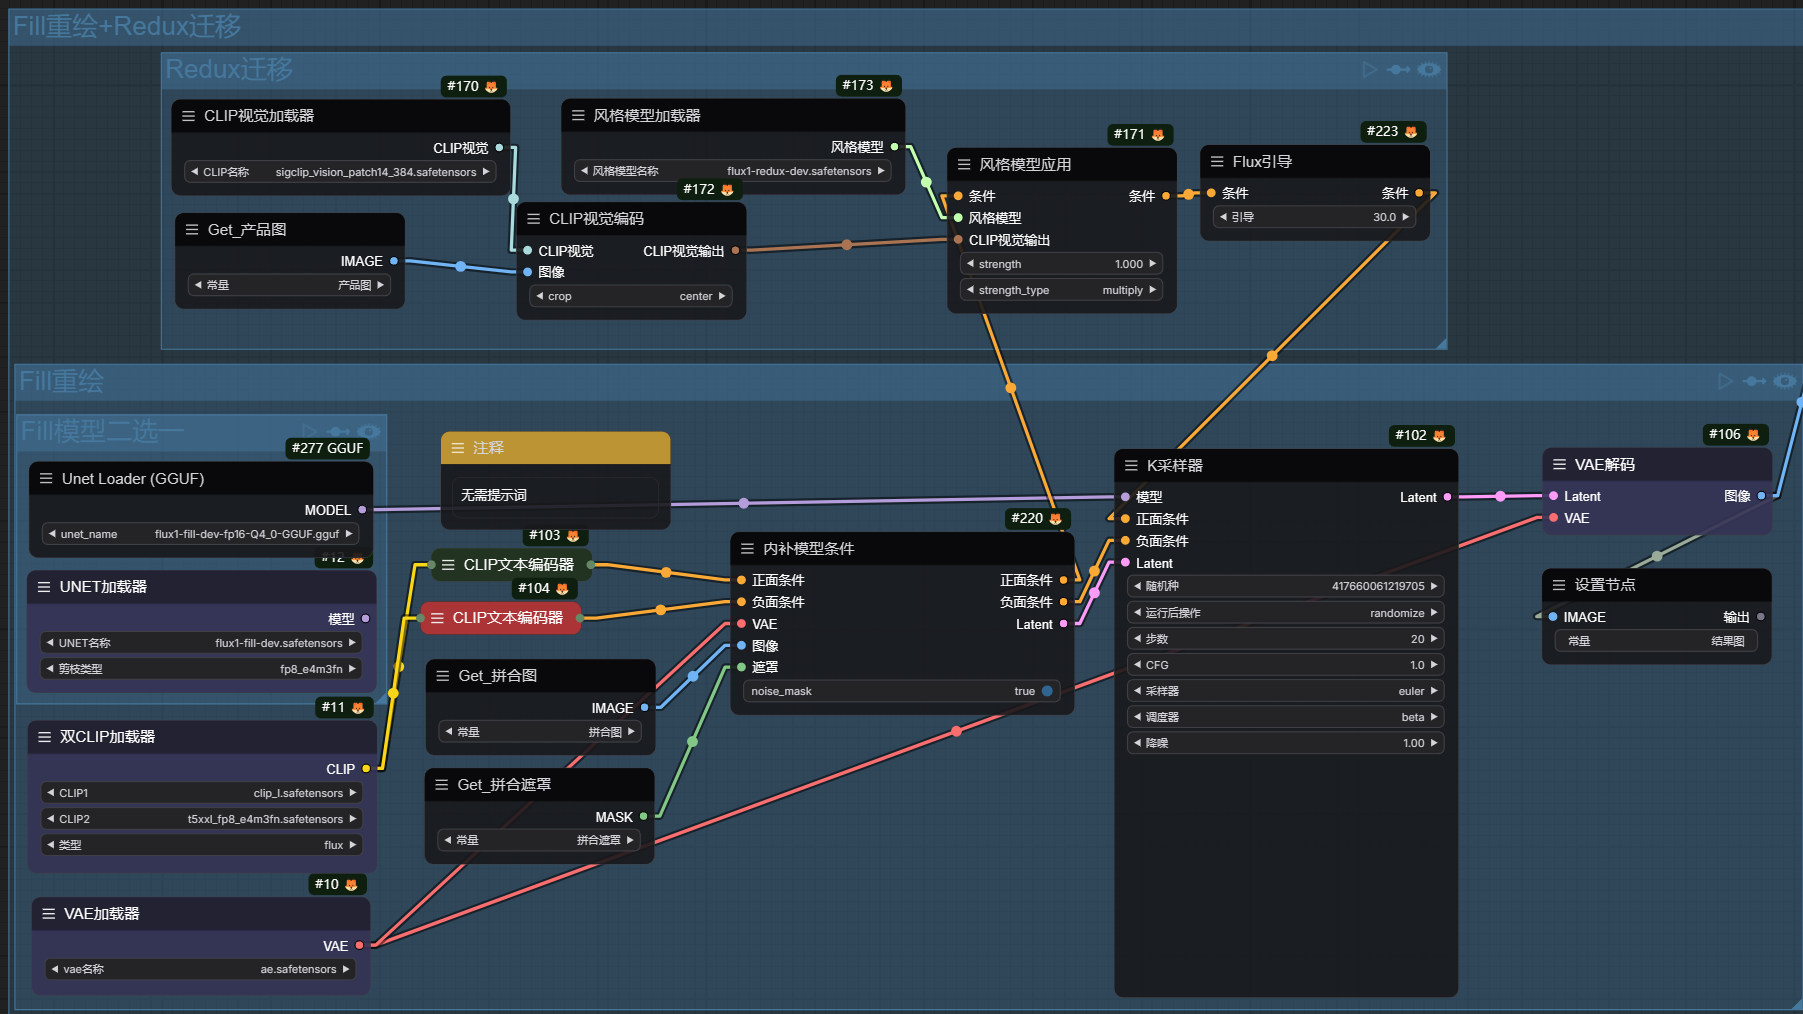 Fill重绘+Redux迁移
Redux迁移
#170
CLIP视觉加载器
CLIP视觉
CLIP名称 sigclip_vision_patch14_384.safetensors
#173
风格模型加载器
风格模型
风格模型名称 flux1-redux-dev.safetensors
Get_产品图
IMAGE
常量 产品图
#172
CLIP视觉编码
CLIP视觉 CLIP视觉输出
图像
crop center
#171
风格模型应用
条件 条件
风格模型
CLIP视觉输出
strength 1.000
strength_type multiply
#223
Flux引导
条件 条件
引导 30.0
Fill重绘
Fill模型二选一
#277 GGUF
Unet Loader (GGUF)
MODEL
unet_name flux1-fill-dev-fp16-Q4_0-GGUF.gguf
#12
UNET加载器
模型
UNET名称 flux1-fill-dev.safetensors
剪枝类型 fp8_e4m3fn
#11
双CLIP加载器
CLIP
CLIP1 clip_l.safetensors
CLIP2 t5xxl_fp8_e4m3fn.safetensors
类型 flux
#10
VAE加载器
VAE
vae名称 ae.safetensors
注释
无需提示词
#103
CLIP文本编码器
#104
CLIP文本编码器
Get_拼合图
IMAGE
常量 拼合图
Get_拼合遮罩
MASK
常量 拼合遮罩
#220
内补模型条件
正面条件 正面条件
负面条件 负面条件
VAE Latent
图像
遮罩
noise_mask true
#102
K采样器
模型 Latent
正面条件
负面条件
Latent
随机种 417660061219705
运行后操作 randomize
步数 20
CFG 1.0
采样器 euler
调度器 beta
降噪 1.00
#106
VAE解码
Latent 图像
VAE
设置节点
IMAGE 输出
常量 结果图